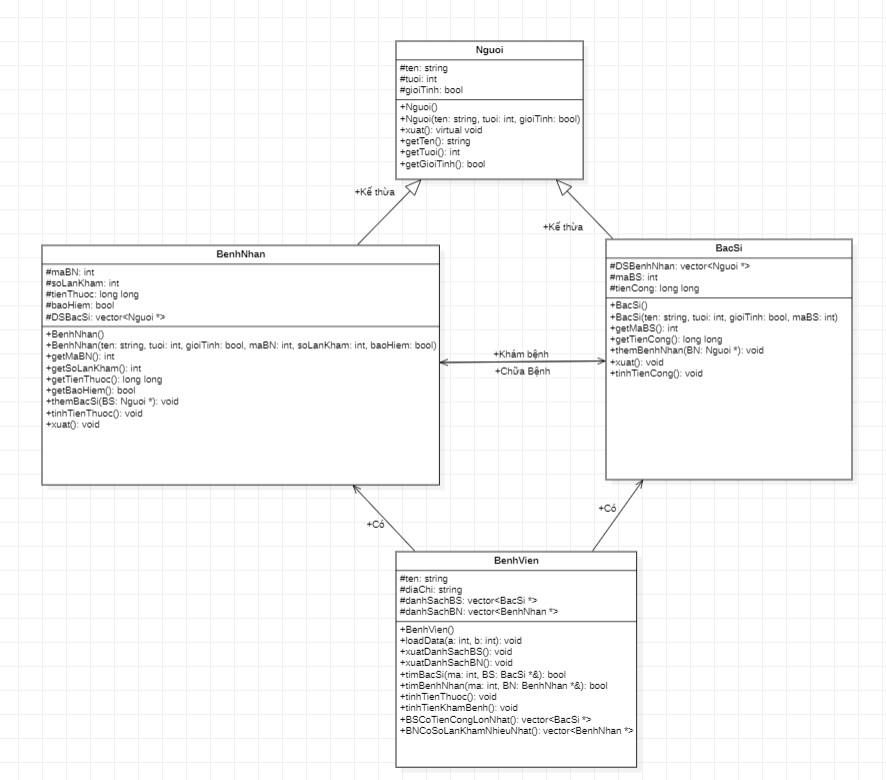 Nguoi
#ten: string
#tuoi: int
#gioiTinh: bool
+Nguoi()
+Nguoi(ten: string, tuoi: int, gioiTinh: bool)
+xuat(): virtual void
+getTen(): string
+getTuoi(): int
+getGioiTinh(): bool
+Kế thừa
+Kế thừa
BenhNhan
#maBN: int
#soLanKham: int
#tienThuoc: long long
#baoHiem: bool
#DSBacSi: vector<Nguoi *>
+BenhNhan()
+BenhNhan(ten: string, tuoi: int, gioiTinh: bool, maBN: int, soLanKham: int, baoHiem: bool)
+getMaBN(): int
+getSoLanKham(): int
+getTienThuoc(): long long
+getBaoHiem(): bool
+themBacSi(BS: Nguoi *): void
+tinhTienThuoc(): void
+xuat(): void
+Khám bệnh
+Chữa Bệnh
BacSi
#DSBenhNhan: vector<Nguoi *>
#maBS: int
#tienCong: long long
+BacSi()
+BacSi(ten: string, tuoi: int, gioiTinh: bool, maBS: int)
+getMaBS(): int
+getTienCong(): long long
+themBenhNhan(BN: Nguoi *): void
+xuat(): void
+tinhTienCong(): void
+Có
+Có
BenhVien
#ten: string
#diaChi: string
#danhSachBS: vector<BacSi *>
#danhSachBN: vector<BenhNhan *>
+BenhVien()
+loadData(a: int, b: int): void
+xuatDanhSachBS(): void
+xuatDanhSachBN(): void
+timBacSi(ma: int, BS: BacSi *&): bool
+timBenhNhan(ma: int, BN: BenhNhan *&): bool
+tinhTienThuoc(): void
+tinhTienKhamBenh(): void
+BSCoTienCongLonNhat(): vector<BacSi *>
+BNCoSoLanKhamNhieuNhat(): vector<BenhNhan *>